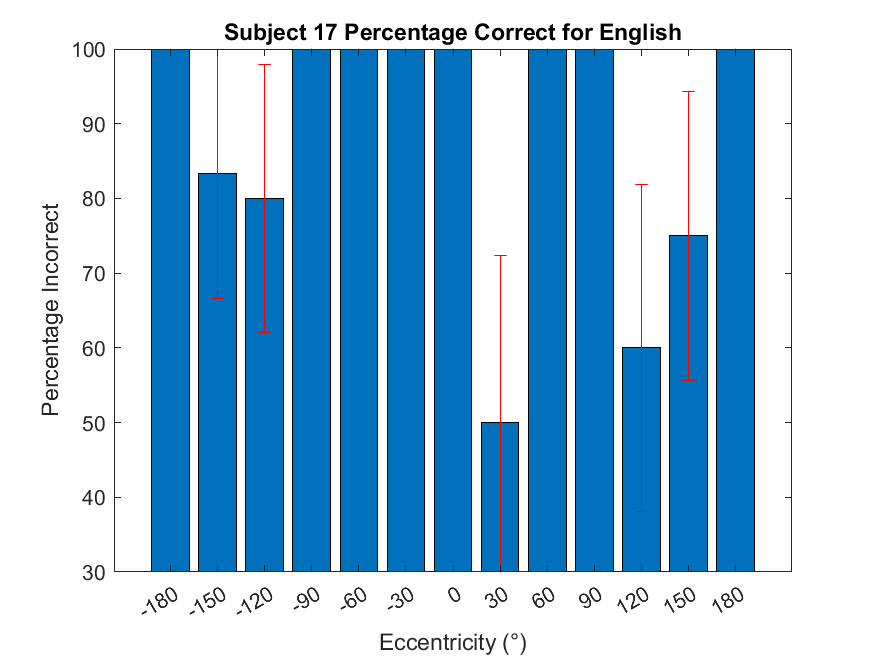 Subject 17 Percentage Correct for English
Percentage Incorrect
100
90
80
70
60
50
40
30
-180 -150 -120 -90 -60 -30 0 30 60 90 120 150 180
Eccentricity (°)